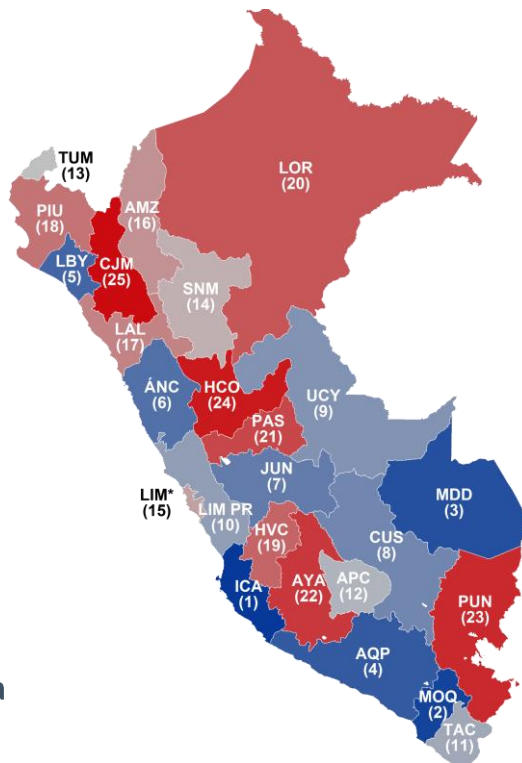 TUM
(13)
LOR
(20)
PIU
(18)
AMZ
(16)
LBY
(5)
CJM
(25)
SNM
(14)
LAL
(17)
ÁNC
(6)
HCO
(24)
UCY
(9)
PAS
(21)
JUN
(7)
MDD
(3)
LIM*
(15)
LIM PR
(10)
HVC
(19)
CUS
(8)
ICA
(1)
AYA
(22)
APC
(12)
PUN
(23)
AQP
(4)
MOQ
(2)
TAC
(11)